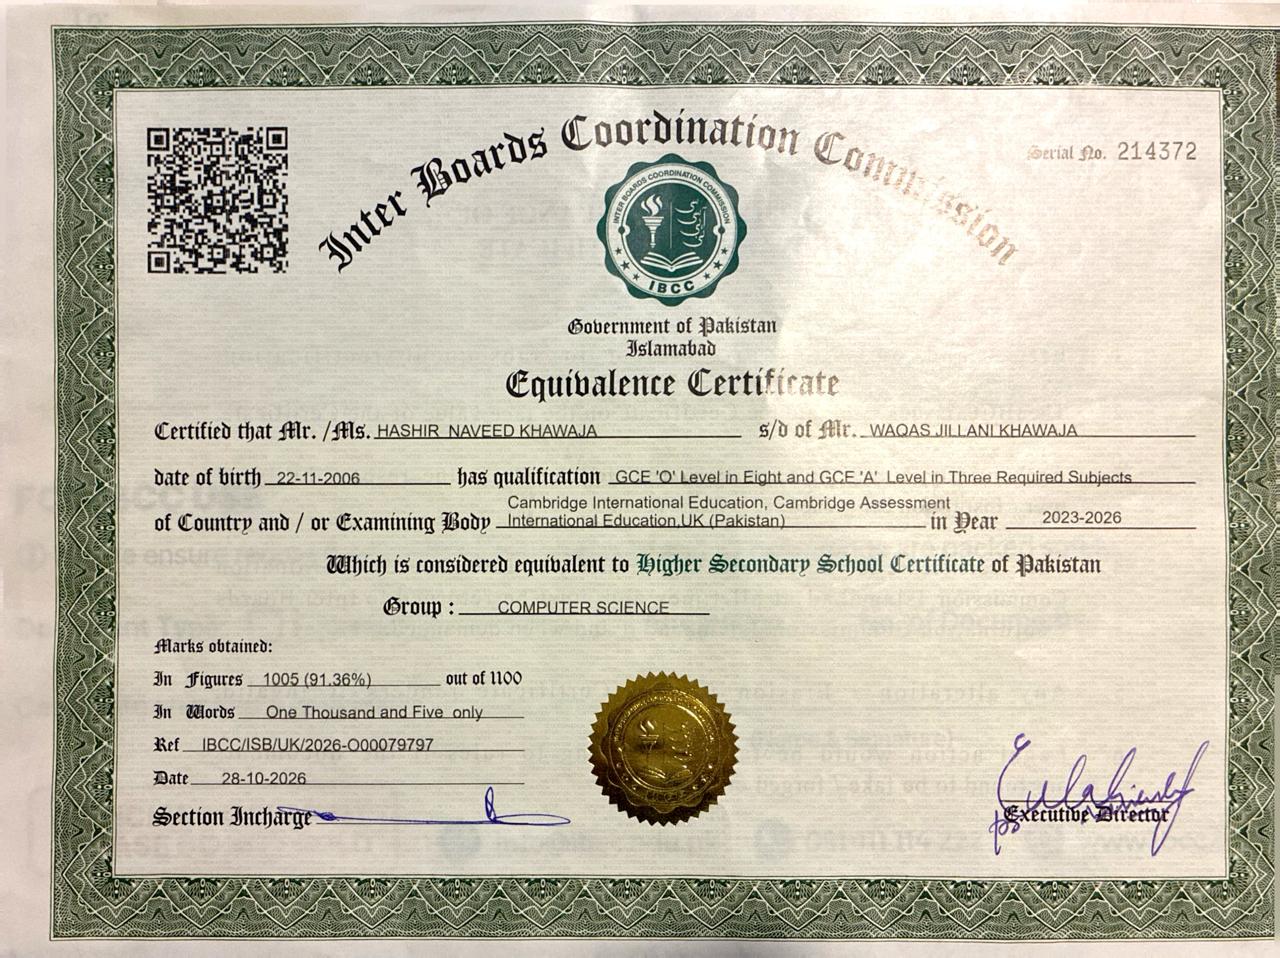 Inter Boards Coordination Commission
Serial No. 214372
INTER BOARDS COORDINATION COMMISSION
IBCC
Government of Pakistan
Islamabad
Equivalence Certificate
Certified that Mr. /Ms. HASHIR NAVEED KHAWAJA s/d of Mr. WAQAS JILLANI KHAWAJA
date of birth 22-11-2006 has qualification GCE 'O' Level in Eight and GCE 'A' Level in Three Required Subjects
Cambridge International Education, Cambridge Assessment
of Country and / or Examining Body International Education,UK (Pakistan) in Year 2023-2026
Which is considered equivalent to Higher Secondary School Certificate of Pakistan
Group : COMPUTER SCIENCE
Marks obtained:
In Figures 1005 (91.36%) out of 1100
In Words One Thousand and Five only
Ref IBCC/ISB/UK/2026-O00079797
Date 28-10-2026
Section Incharge
Executive Director